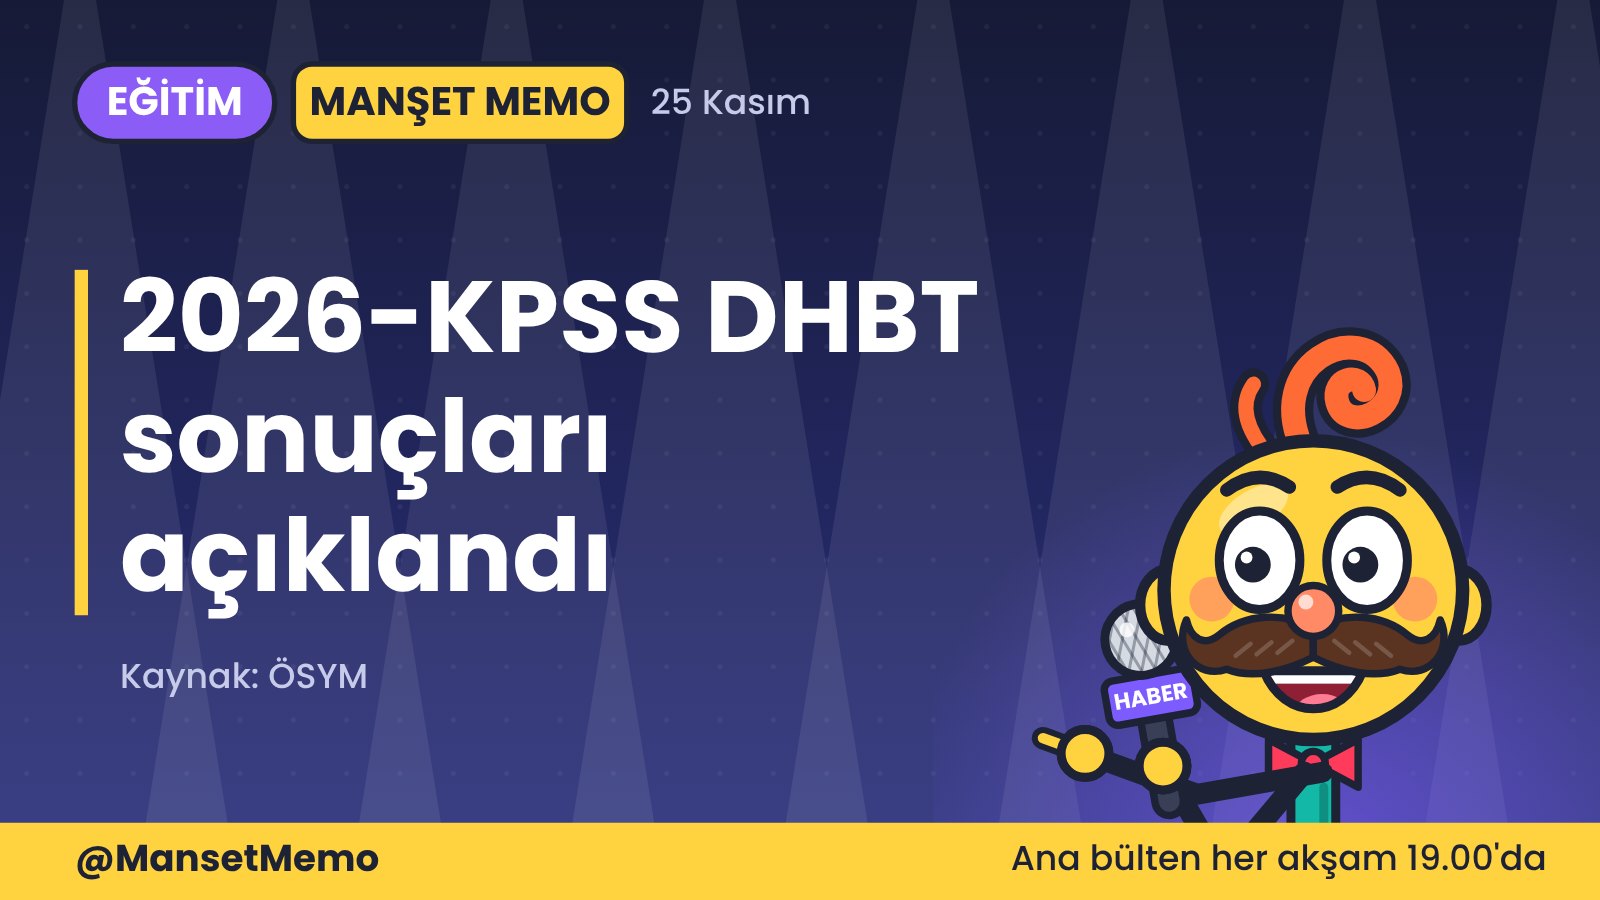 EĞİTİM
MANŞET MEMO
25 Kasım
2026-KPSS DHBT
sonuçları
açıklandı
Kaynak: ÖSYM
HABER
@MansetMemo
Ana bülten her akşam 19.00'da